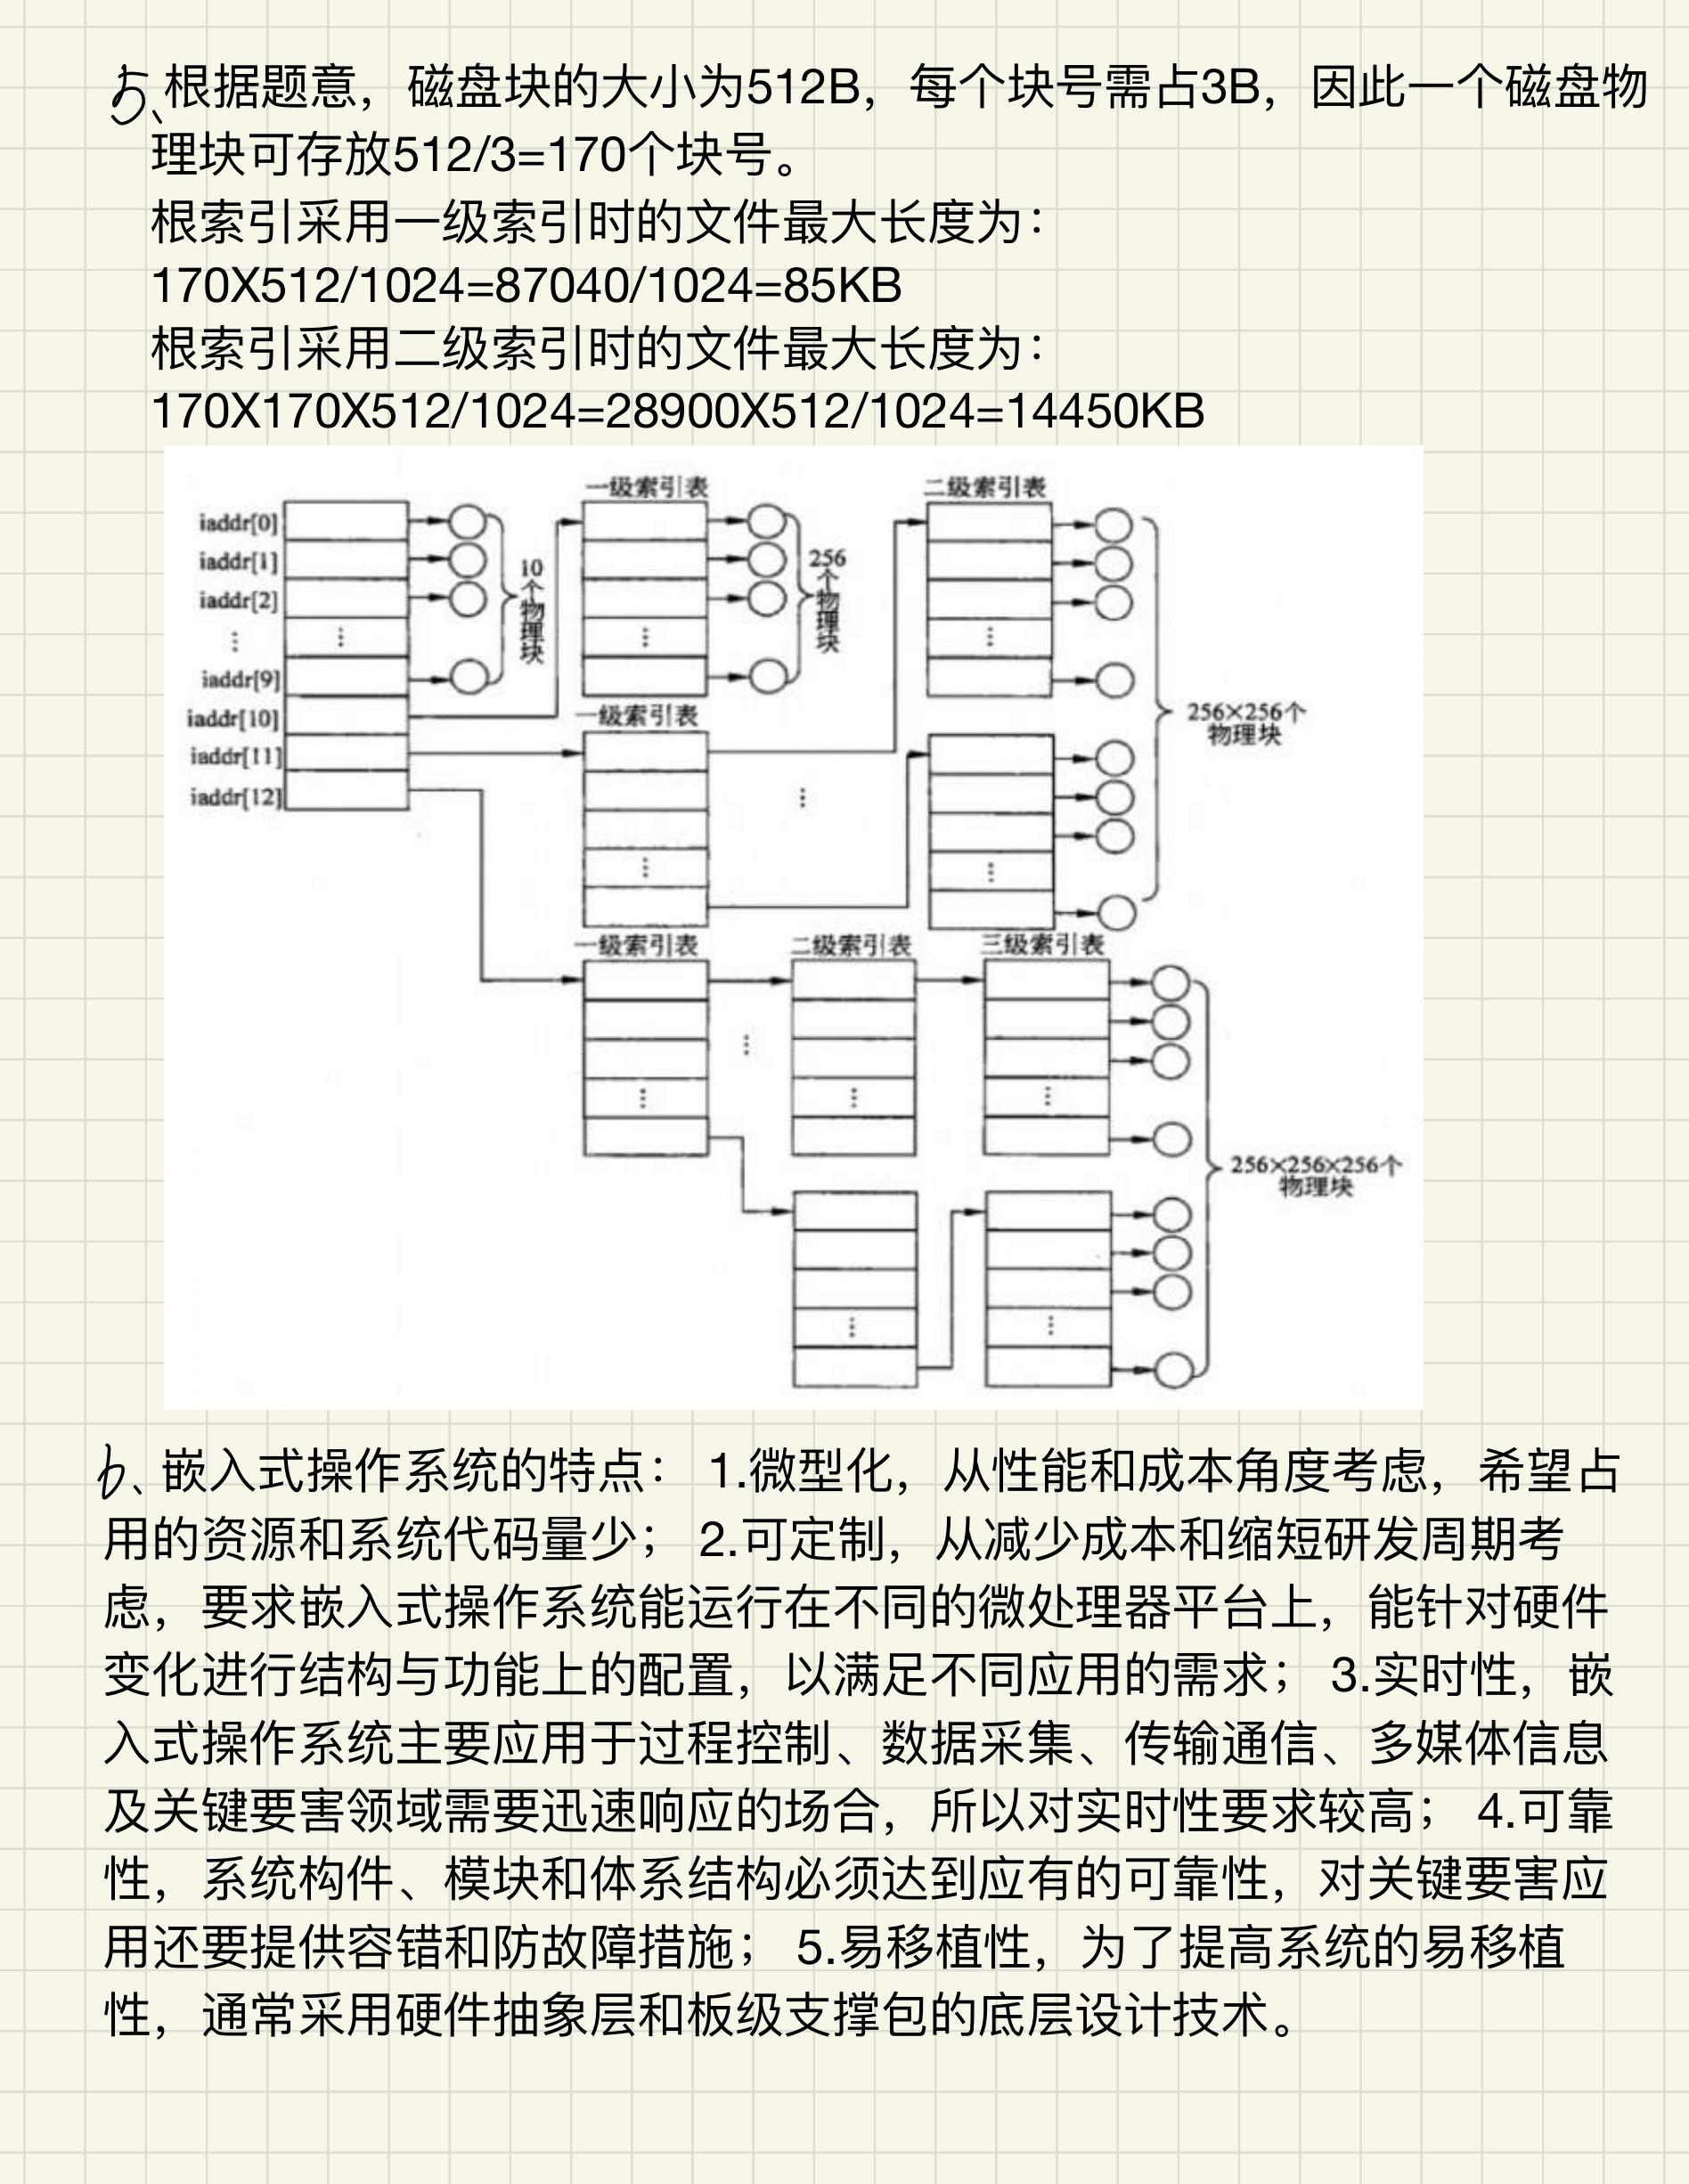 5、根据题意，磁盘块的大小为512B，每个块号需占3B，因此一个磁盘物
理块可存放512/3=170个块号。
根索引采用一级索引时的文件最大长度为：
170X512/1024=87040/1024=85KB
根索引采用二级索引时的文件最大长度为：
170X170X512/1024=28900X512/1024=14450KB
一级索引表
二级索引表
iaddr[0]
iaddr[1]
iaddr[2]
⋮
iaddr[9]
iaddr[10]
iaddr[11]
iaddr[12]
10个物理块
256个物理块
一级索引表
256×256个
物理块
一级索引表
二级索引表
三级索引表
256×256×256个
物理块
6、嵌入式操作系统的特点： 1.微型化，从性能和成本角度考虑，希望占
用的资源和系统代码量少； 2.可定制，从减少成本和缩短研发周期考
虑，要求嵌入式操作系统能运行在不同的微处理器平台上，能针对硬件
变化进行结构与功能上的配置，以满足不同应用的需求； 3.实时性，嵌
入式操作系统主要应用于过程控制、数据采集、传输通信、多媒体信息
及关键要害领域需要迅速响应的场合，所以对实时性要求较高； 4.可靠
性，系统构件、模块和体系结构必须达到应有的可靠性，对关键要害应
用还要提供容错和防故障措施； 5.易移植性，为了提高系统的易移植
性，通常采用硬件抽象层和板级支撑包的底层设计技术。